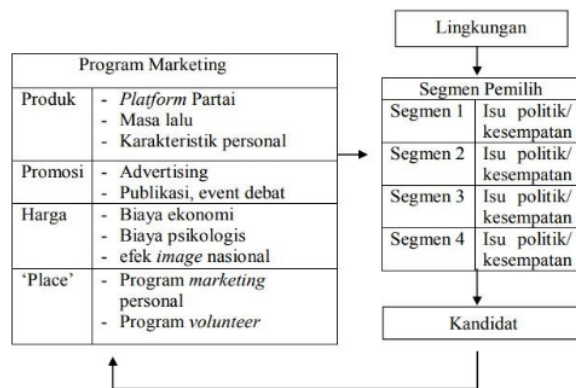 Program Marketing
Produk
- Platform Partai
- Masa lalu
- Karakteristik personal
Promosi
- Advertising
- Publikasi, event debat
Harga
- Biaya ekonomi
- Biaya psikologis
- efek image nasional
‘Place’
- Program marketing
personal
- Program volunteer
Lingkungan
Segmen Pemilih
Segmen 1
Isu politik/
kesempatan
Segmen 2
Isu politik/
kesempatan
Segmen 3
Isu politik/
kesempatan
Segmen 4
Isu politik/
kesempatan
Kandidat